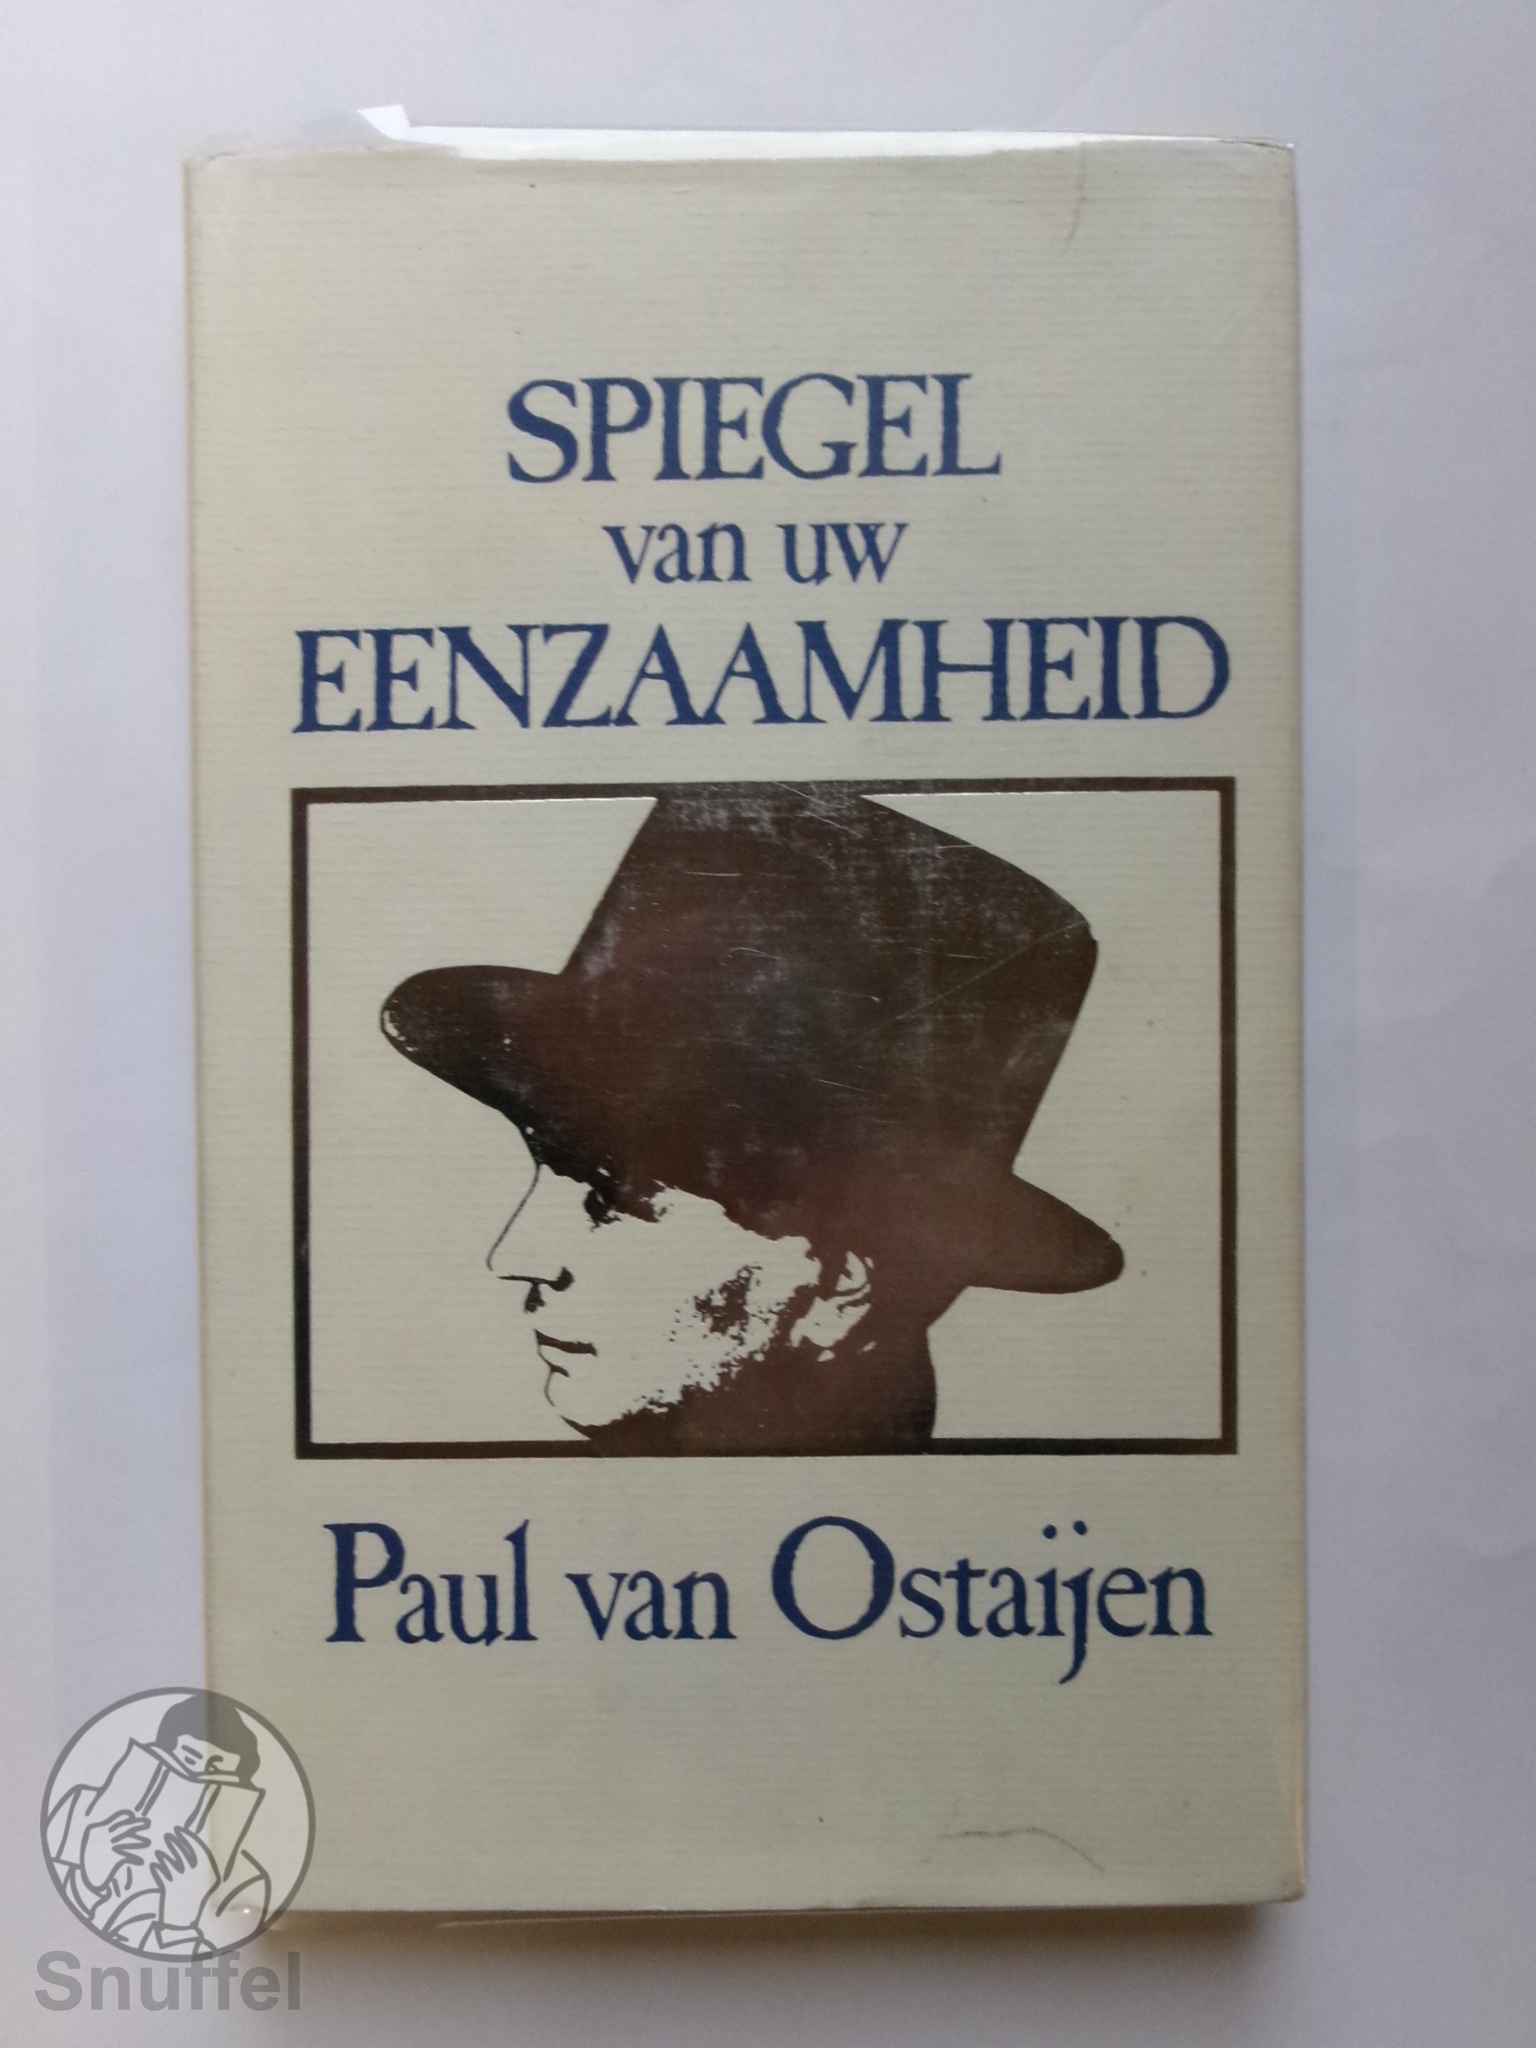 SPIEGEL
van uw
EENZAAMHEID
Paul van Ostaijen
Snuffel